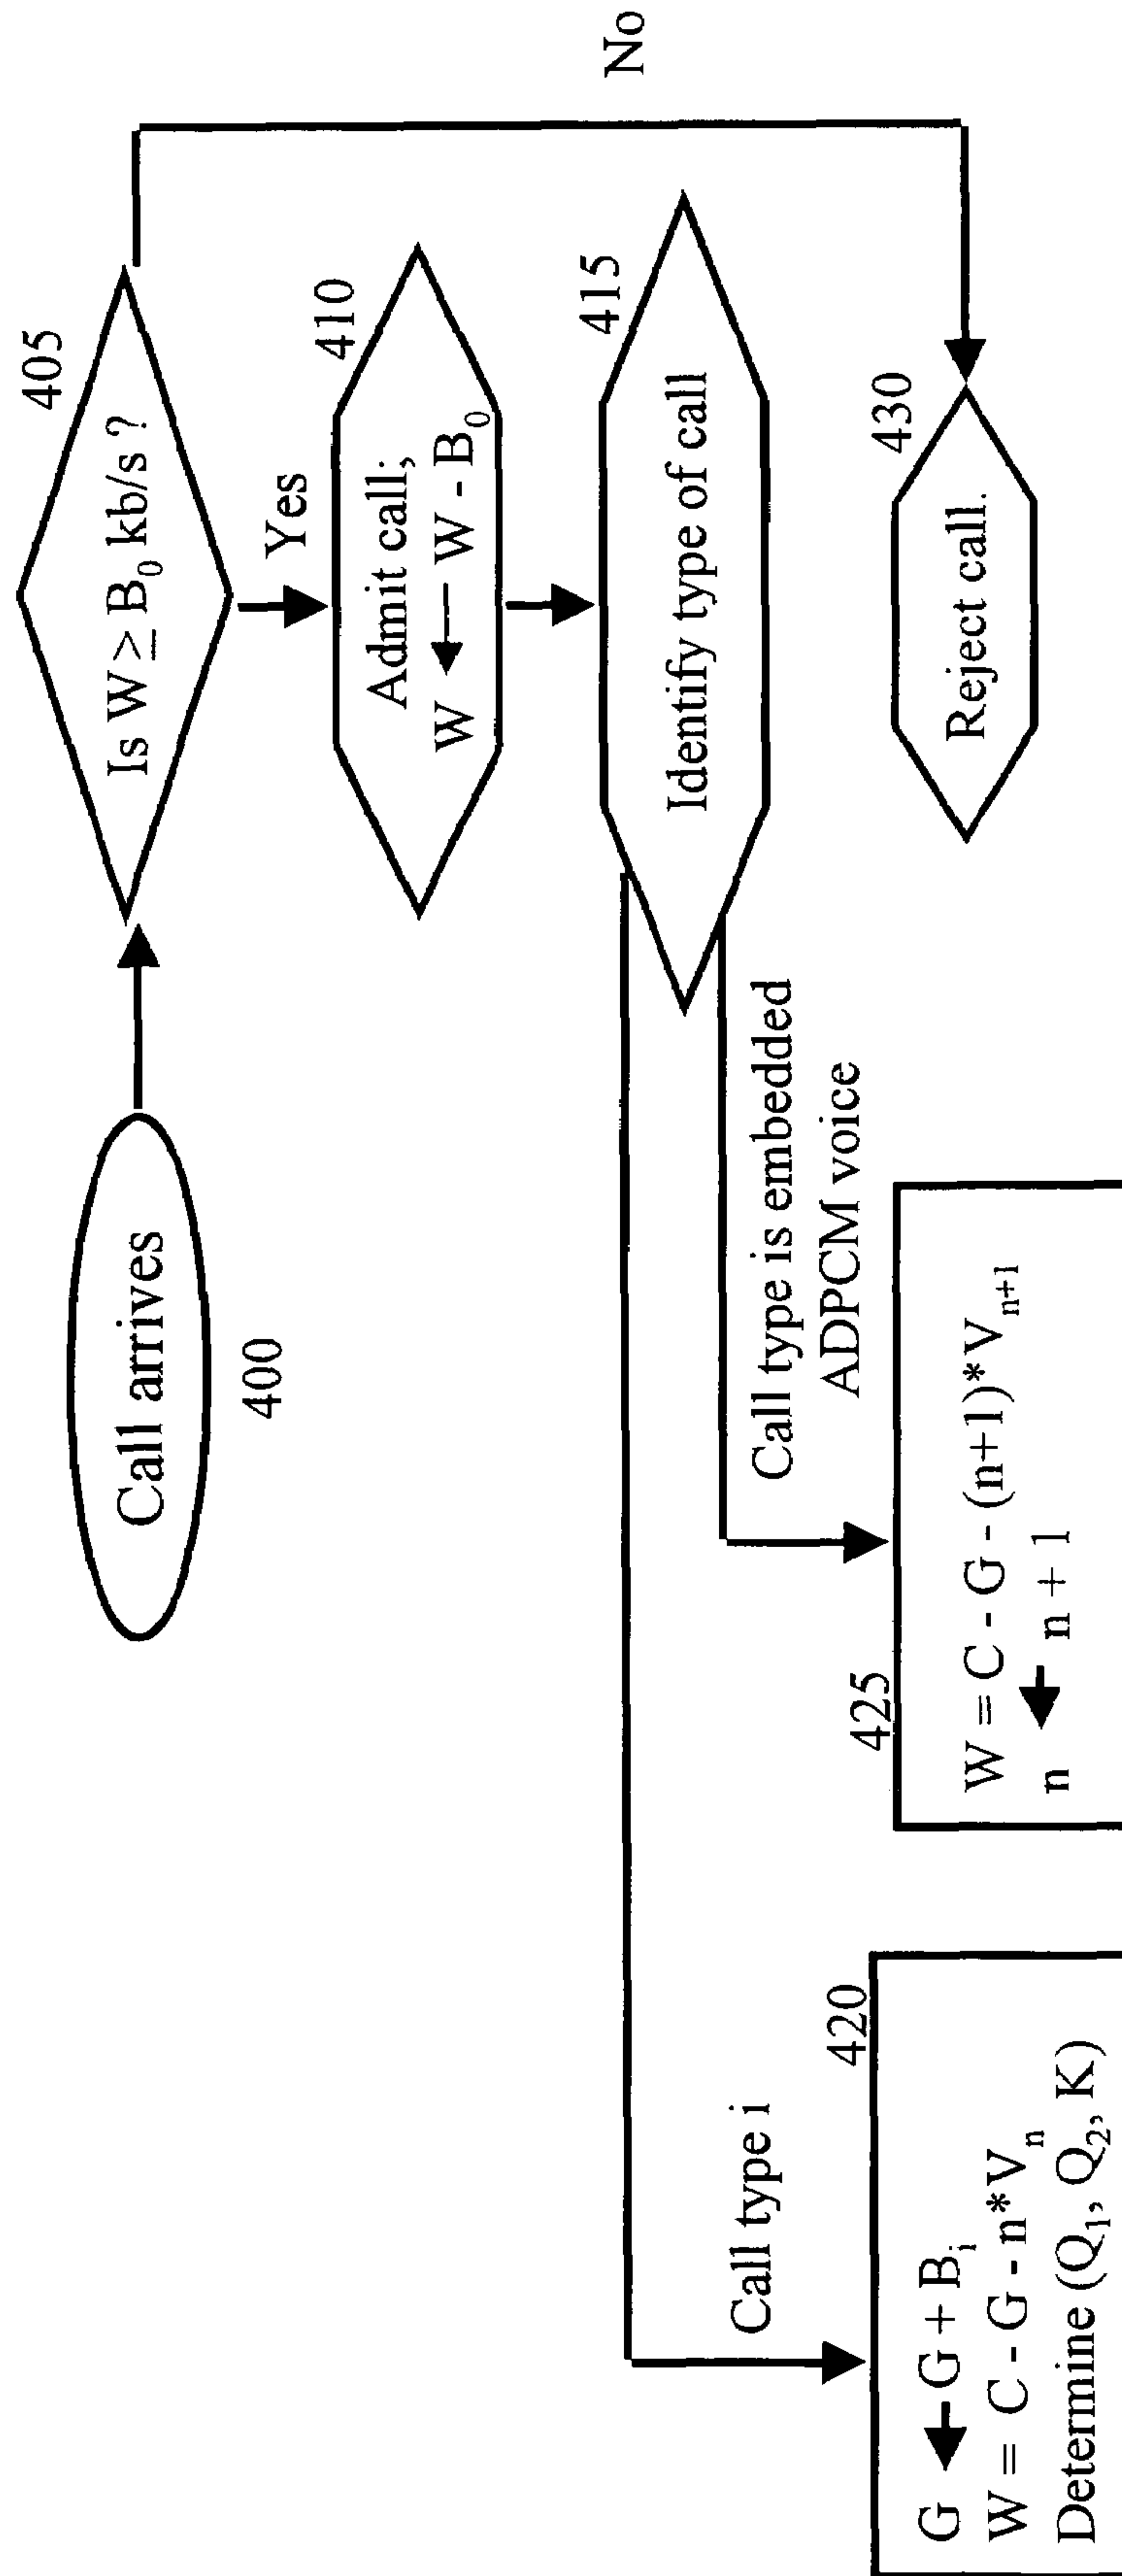 Call arrives
400
405
Is W ≥ B₀ kb/s ?
No
Yes
410
Admit call;
W ← W - B₀
415
Identify type of call
Call type i
Call type is embedded
ADPCM voice
420
G ← G + Bᵢ
W = C - G - n*Vₙ
Determine (Q₁, Q₂, K)
425
W = C - G - (n+1)*Vₙ₊₁
n ← n + 1
430
Reject call.